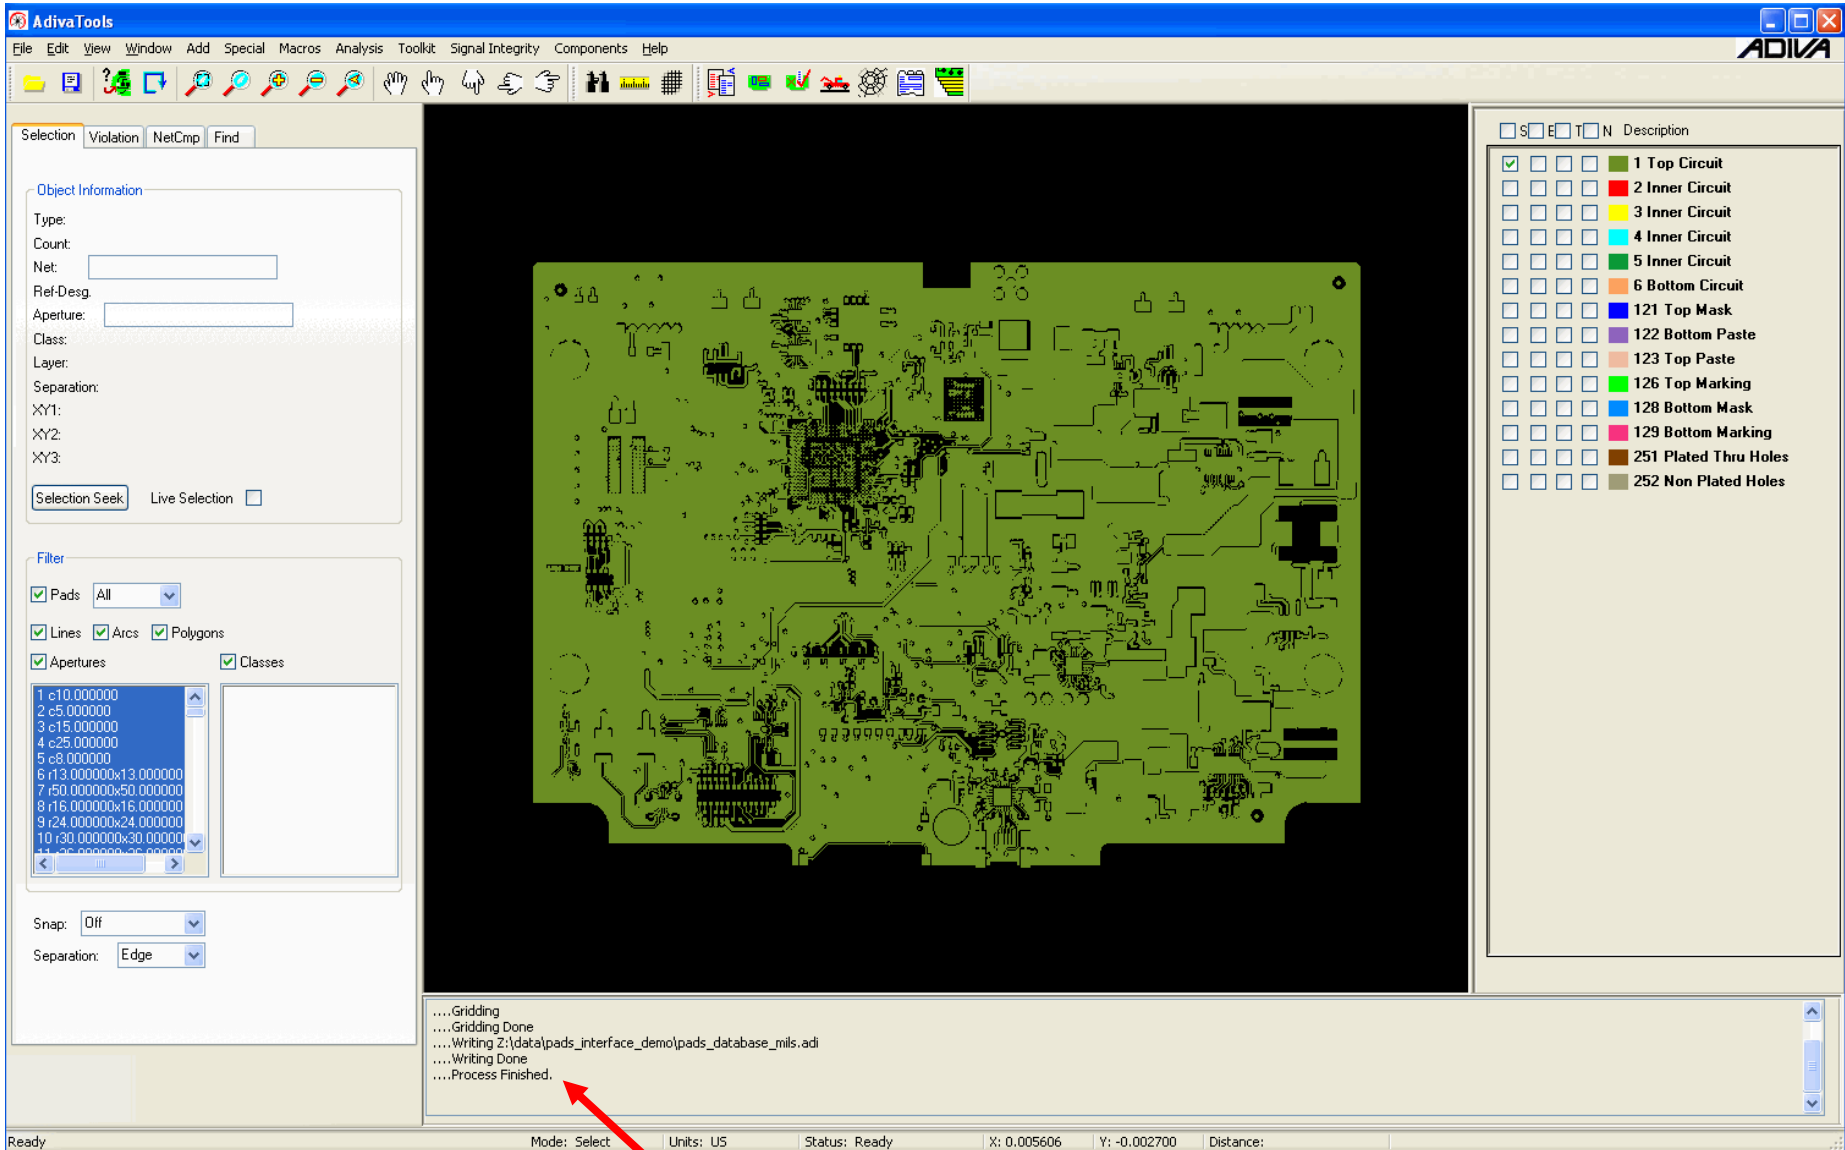 AdivaTools
File Edit View Window Add Special Macros Analysis Toolkit Signal Integrity Components Help
ADIVA
Selection Violation NetCmp Find
Object Information
Type:
Count:
Net:
Ref-Desg.
Aperture:
Class:
Layer:
Separation:
XY1:
XY2:
XY3:
Selection Seek Live Selection
Filter
Pads All
Lines Arcs Polygons
Apertures Classes
1 c10.000000
2 c5.000000
3 c15.000000
4 c25.000000
5 c8.000000
6 r13.000000x13.000000
7 r50.000000x50.000000
8 r16.000000x16.000000
9 r24.000000x24.000000
10 r30.000000x30.00000
Snap: Off
Separation: Edge
S E T N Description
1 Top Circuit
2 Inner Circuit
3 Inner Circuit
4 Inner Circuit
5 Inner Circuit
6 Bottom Circuit
121 Top Mask
122 Bottom Paste
123 Top Paste
126 Top Marking
128 Bottom Mask
129 Bottom Marking
251 Plated Thru Holes
252 Non Plated Holes
....Gridding
....Gridding Done
....Writing Z:\data\pads_interface_demo\pads_database_mils.adi
....Writing Done
....Process Finished.
Ready Mode: Select Units: US Status: Ready X: 0.005606 Y: -0.002700 Distance: